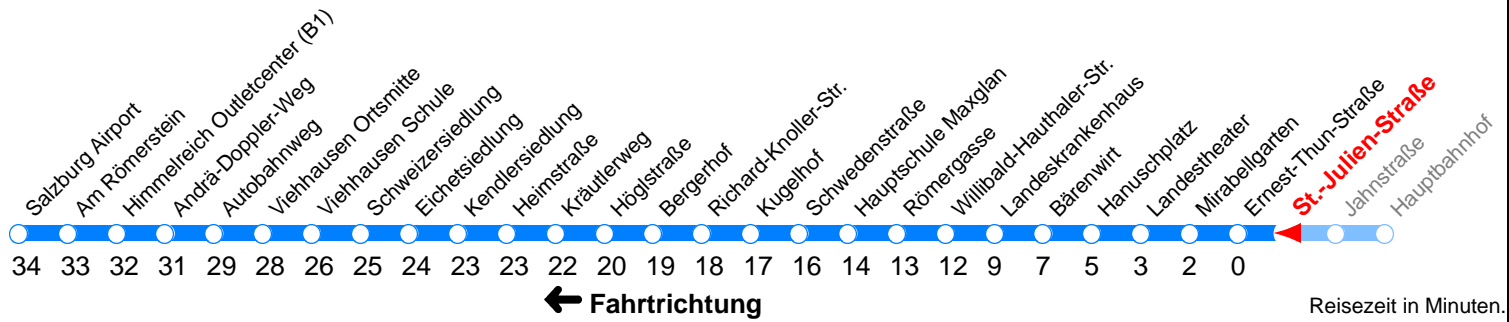 Salzburg Airport
Am Römerstein
Himmelreich Outletcenter (B1)
Andrä-Doppler-Weg
Autobahnweg
Viehhausen Ortsmitte
Viehhausen Schule
Schweizersiedlung
Eichetsiedlung
Kendlersiedlung
Heimstraße
Kräutlerweg
Höglstraße
Bergerhof
Richard-Knoller-Str.
Kugelhof
Schwedenstraße
Hauptschule Maxglan
Römergasse
Willibald-Hauthaler-Str.
Landeskrankenhaus
Bärenwirt
Hanuschplatz
Landestheater
Mirabellgarten
Ernest-Thun-Straße
St.-Julien-Straße
Jahnstraße
Hauptbahnhof
34 33 32 31 29 28 26 25 24 23 23 22 20 19 18 17 16 14 13 12 9 7 5 3 2 0
Fahrtrichtung
Reisezeit in Minuten.